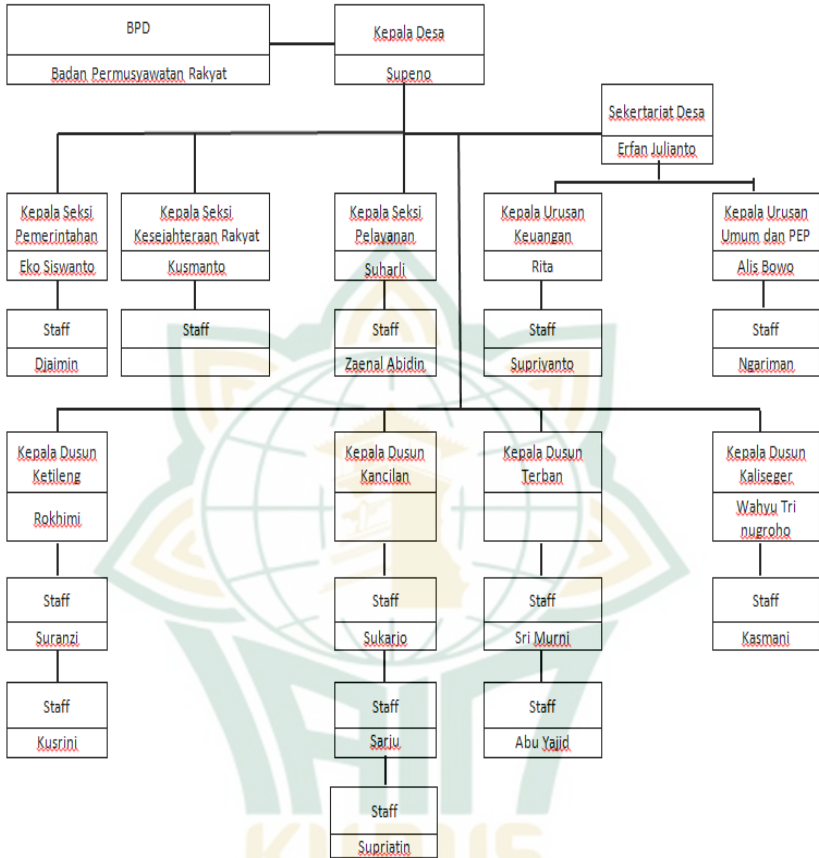 BPD
Badan Permusyawatan Rakyat
Kepala Desa
Supeno
Sekertariat Desa
Erfan Julianto
Kepala Seksi
Pemerintahan
Eko Siswanto
Kepala Seksi
Kesejahteraan Rakyat
Kusmanto
Kepala Seksi
Pelayanan
Suharli
Kepala Urusan
Keuangan
Rita
Kepala Urusan
Umum dan PEP
Alis Bowo
Staff
Djaimin
Staff
Staff
Zaenal Abidin
Staff
Supriyanto
Staff
Ngariman
Kepala Dusun
Ketileng
Rokhimi
Kepala Dusun
Kancilan
Kepala Dusun
Terban
Kepala Dusun
Kaliseger
Wahyu Tri
nugroho
Staff
Suranzi
Staff
Sukarjo
Staff
Sri Murni
Staff
Kasmani
Staff
Kusrini
Staff
Sarju
Staff
Abu Yajid
Staff
Supriatin
IAIN
KUDUS